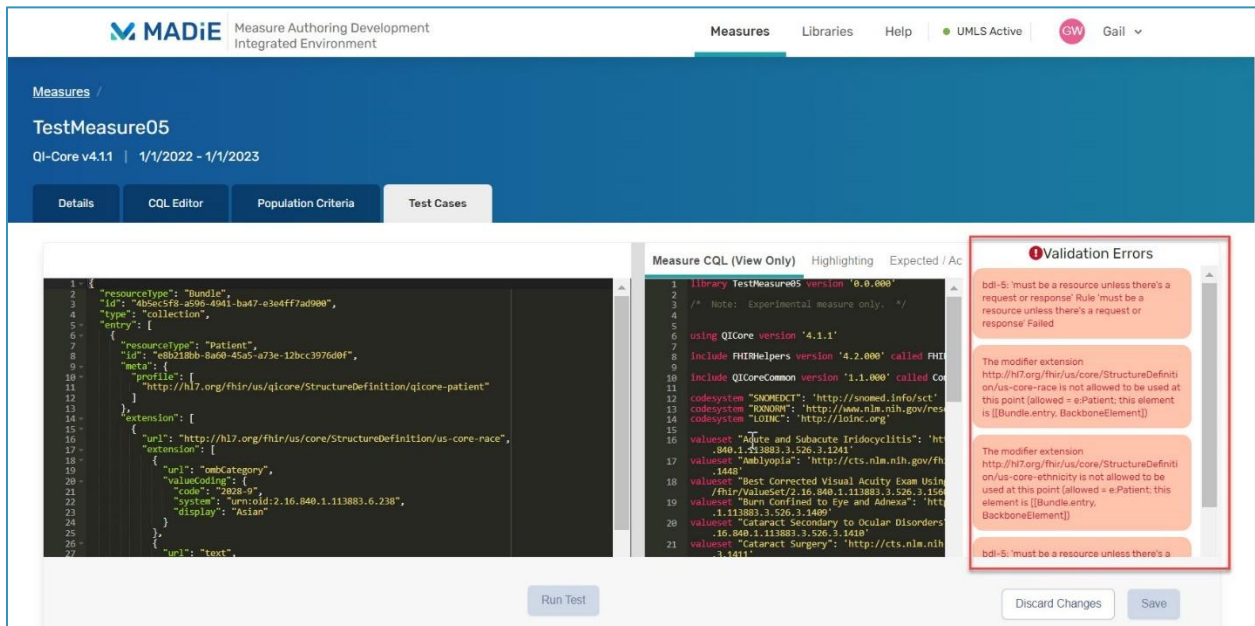 MADiE
Measure Authoring Development
Integrated Environment
Measures
Libraries
Help
UMLS Active
GW
Gail
Measures /
TestMeasure05
QI-Core v4.1.1 | 1/1/2022 - 1/1/2023
Details
CQL Editor
Population Criteria
Test Cases
1 {
2 "resourceType": "Bundle",
3 "id": "4b5ec5f8-a596-4941-ba47-e3e4ff7ad900",
4 "type": "collection",
5 "entry": [
6 {
7 "resourceType": "Patient",
8 "id": "e8b218bb-8a60-45a5-a73e-12bcc3976d0f",
9 "meta": {
10 "profile": [
11 "http://hl7.org/fhir/us/qicore/StructureDefinition/qicore-patient"
12 ]
13 },
14 "extension": [
15 {
16 "url": "http://hl7.org/fhir/us/core/StructureDefinition/us-core-race",
17 "extension": [
18 {
19 "url": "ombCategory",
20 "valueCoding": {
21 "code": "2028-9",
22 "system": "urn:oid:2.16.840.1.113883.6.238",
23 "display": "Asian"
24 }
25 },
26 {
27 "url": "text",
Measure CQL (View Only)
Highlighting
Expected / Ac
1 library TestMeasure05 version '0.0.000'
2
3 /* Note: Experimental measure only. */
4
5
6 using QICore version '4.1.1'
7
8 include FHIRHelpers version '4.2.000' called FHI
9
10 include QICoreCommon version '1.1.000' called Co
11
12 codesystem "SNOMEDCT": 'http://snomed.info/sct'
13 codesystem "RXNORM": 'http://www.nlm.nih.gov/res
14 codesystem "LOINC": 'http://loinc.org'
15
16 valueset "Acute and Subacute Iridocyclitis": 'ht
.840.1.113883.3.526.3.1241'
17 valueset "Amblyopia": 'http://cts.nlm.nih.gov/fh
.1448'
18 valueset "Best Corrected Visual Acuity Exam Using
/fhir/ValueSet/2.16.840.1.113883.3.526.3.1560
19 valueset "Burn Confined to Eye and Adnexa": 'htt
.1.113883.3.526.3.1409'
20 valueset "Cataract Secondary to Ocular Disorders"
.16.840.1.113883.3.526.3.1410'
21 valueset "Cataract Surgery": 'http://cts.nlm.nih
.3.1411'
Validation Errors
bdl-5: 'must be a resource unless there's a
request or response' Rule 'must be a
resource unless there's a request or
response' Failed
The modifier extension
http://hl7.org/fhir/us/core/StructureDefiniti
on/us-core-race is not allowed to be used at
this point (allowed = e:Patient; this element
is [[Bundle.entry, BackboneElement])
The modifier extension
http://hl7.org/fhir/us/core/StructureDefiniti
on/us-core-ethnicity is not allowed to be
used at this point (allowed = e:Patient; this
element is [[Bundle.entry,
BackboneElement])
bdl-5: 'must be a resource unless there's a
Run Test
Discard Changes
Save